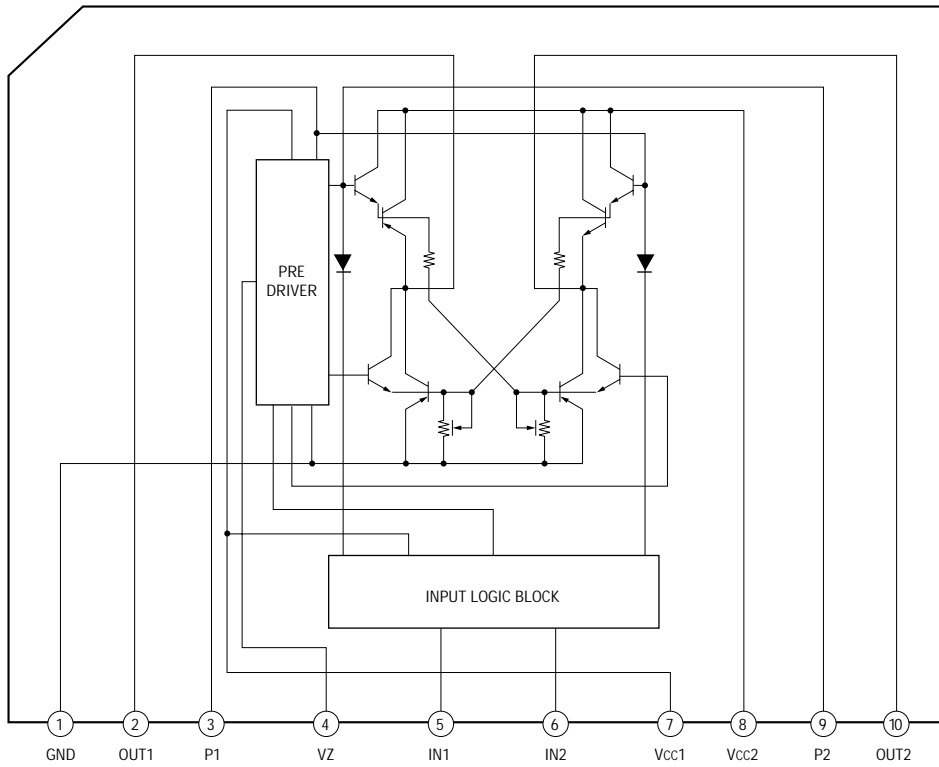 PRE
DRIVER
INPUT LOGIC BLOCK
1 2 3 4 5 6 7 8 9 10
GND OUT1 P1 VZ IN1 IN2 VCC1 VCC2 P2 OUT2